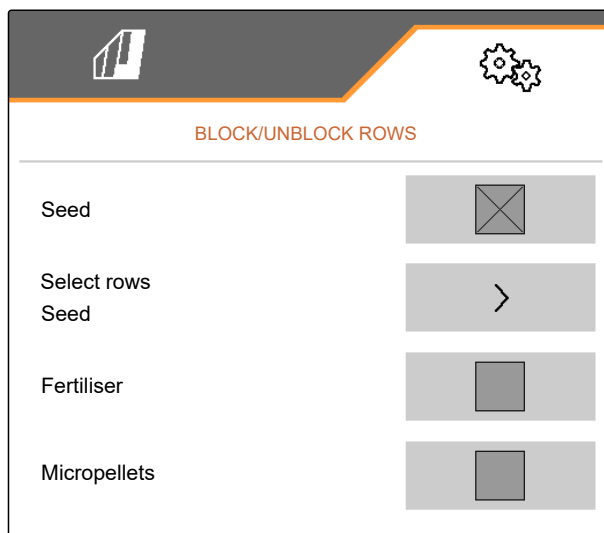 BLOCK/UNBLOCK ROWS
Seed
Select rows
Seed
Fertiliser
Micropellets